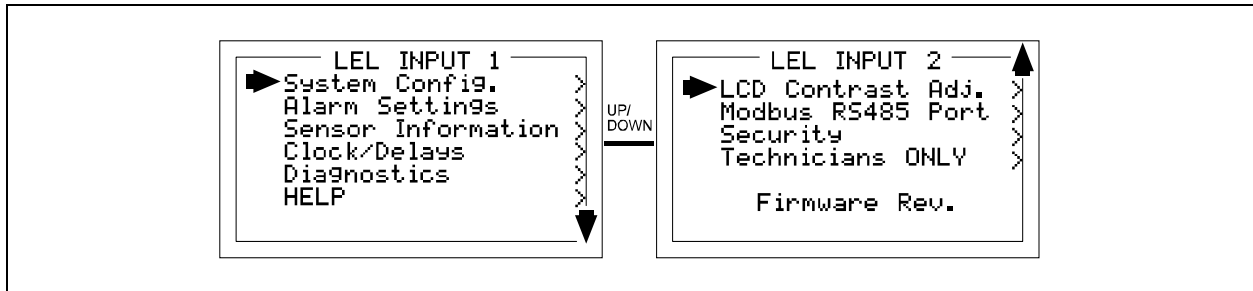 LEL INPUT 1
System Config. >
Alarm Settings >
Sensor Information >
Clock/Delays >
Diagnostics >
HELP >
UP/
DOWN
LEL INPUT 2
LCD Contrast Adj. >
Modbus RS485 Port >
Security >
Technicians ONLY >
Firmware Rev.